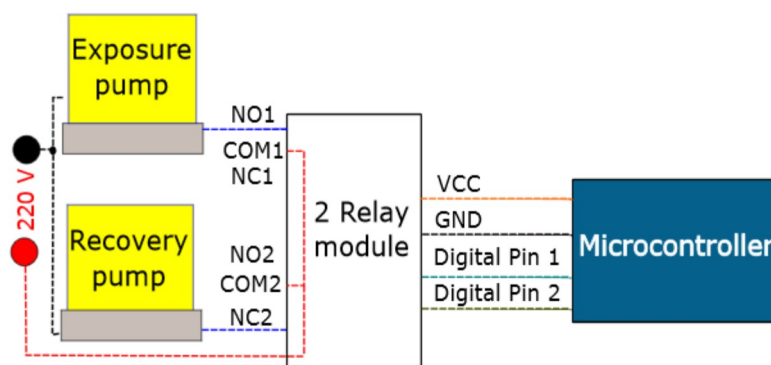 Exposure
pump
220 V
Recovery
pump
NO1
COM1
NC1
NO2
COM2
NC2
2 Relay
module
VCC
GND
Digital Pin 1
Digital Pin 2
Microcontroller